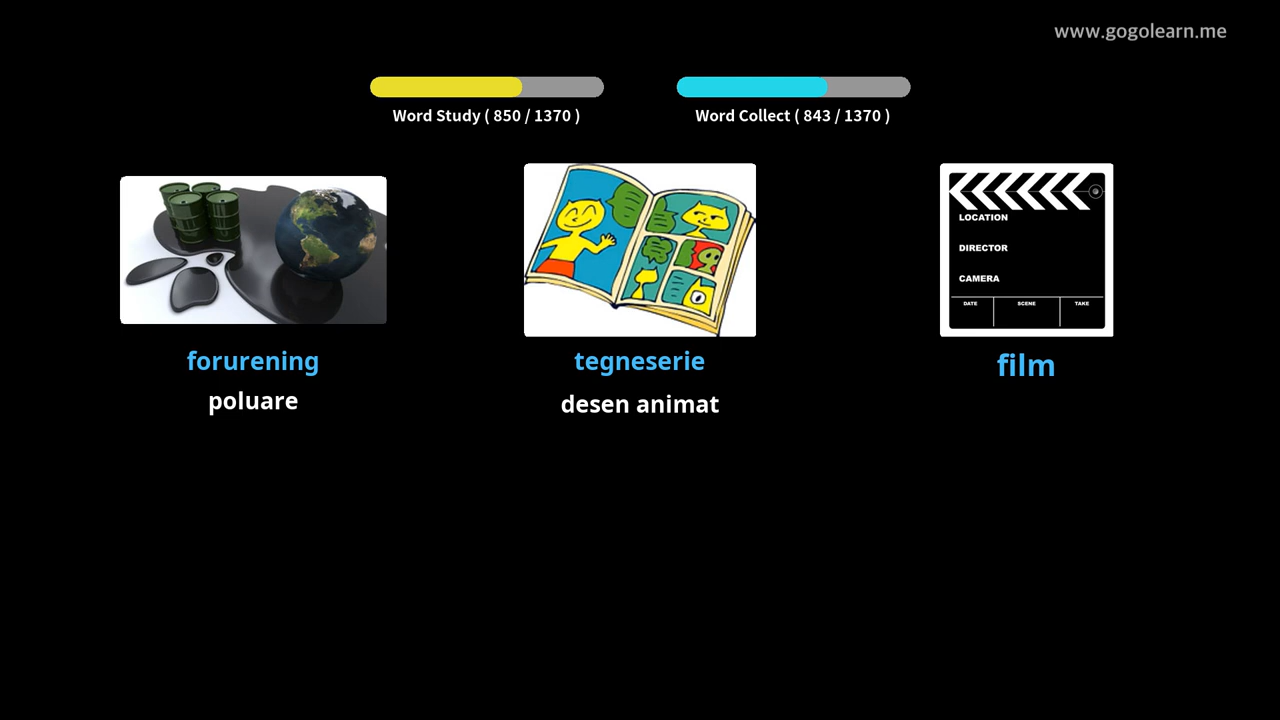 www.gogolearn.me
Word Study ( 850 / 1370 )
Word Collect ( 843 / 1370 )
LOCATION
DIRECTOR
CAMERA
DATE
SCENE
TAKE
forurening
tegneserie
film
poluare
desen animat